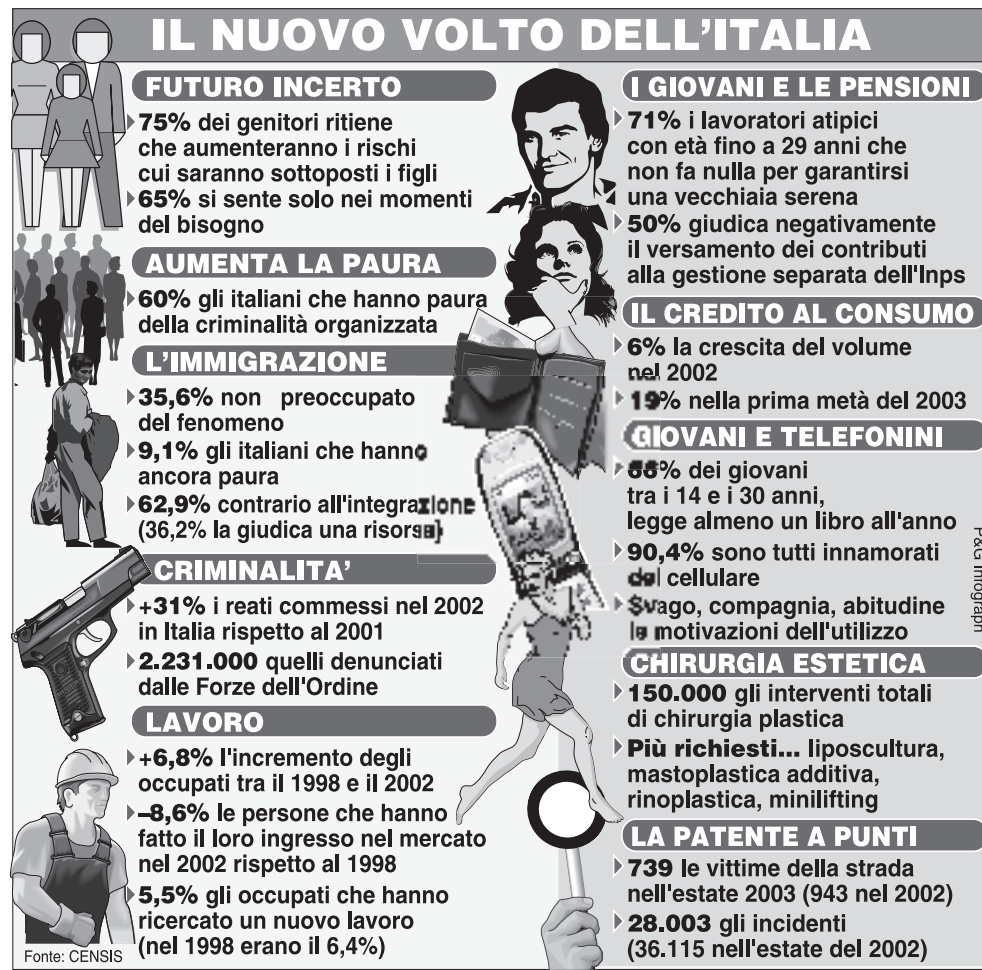 IL NUOVO VOLTO DELL'ITALIA
FUTURO INCERTO
75% dei genitori ritiene
che aumenteranno i rischi
cui saranno sottoposti i figli
65% si sente solo nei momenti
del bisogno
AUMENTA LA PAURA
60% gli italiani che hanno paura
della criminalità organizzata
L'IMMIGRAZIONE
35,6% non preoccupato
del fenomeno
9,1% gli italiani che hanno
ancora paura
62,9% contrario all'integrazione
(36,2% la giudica una risorsa)
CRIMINALITA'
+31% i reati commessi nel 2002
in Italia rispetto al 2001
2.231.000 quelli denunciati
dalle Forze dell'Ordine
LAVORO
+6,8% l'incremento degli
occupati tra il 1998 e il 2002
–8,6% le persone che hanno
fatto il loro ingresso nel mercato
nel 2002 rispetto al 1998
5,5% gli occupati che hanno
ricercato un nuovo lavoro
(nel 1998 erano il 6,4%)
Fonte: CENSIS
I GIOVANI E LE PENSIONI
71% i lavoratori atipici
con età fino a 29 anni che
non fa nulla per garantirsi
una vecchiaia serena
50% giudica negativamente
il versamento dei contributi
alla gestione separata dell'Inps
IL CREDITO AL CONSUMO
6% la crescita del volume
nel 2002
19% nella prima metà del 2003
GIOVANI E TELEFONINI
dei giovani
tra i 14 e i 30 anni,
legge almeno un libro all'anno
90,4% sono tutti innamorati
del cellulare
Svago, compagnia, abitudine
le motivazioni dell'utilizzo
CHIRURGIA ESTETICA
150.000 gli interventi totali
di chirurgia plastica
Più richiesti... liposcultura,
mastoplastica additiva,
rinoplastica, minilifting
LA PATENTE A PUNTI
739 le vittime della strada
nell'estate 2003 (943 nel 2002)
28.003 gli incidenti
(36.115 nell'estate del 2002)
P&G Infograph